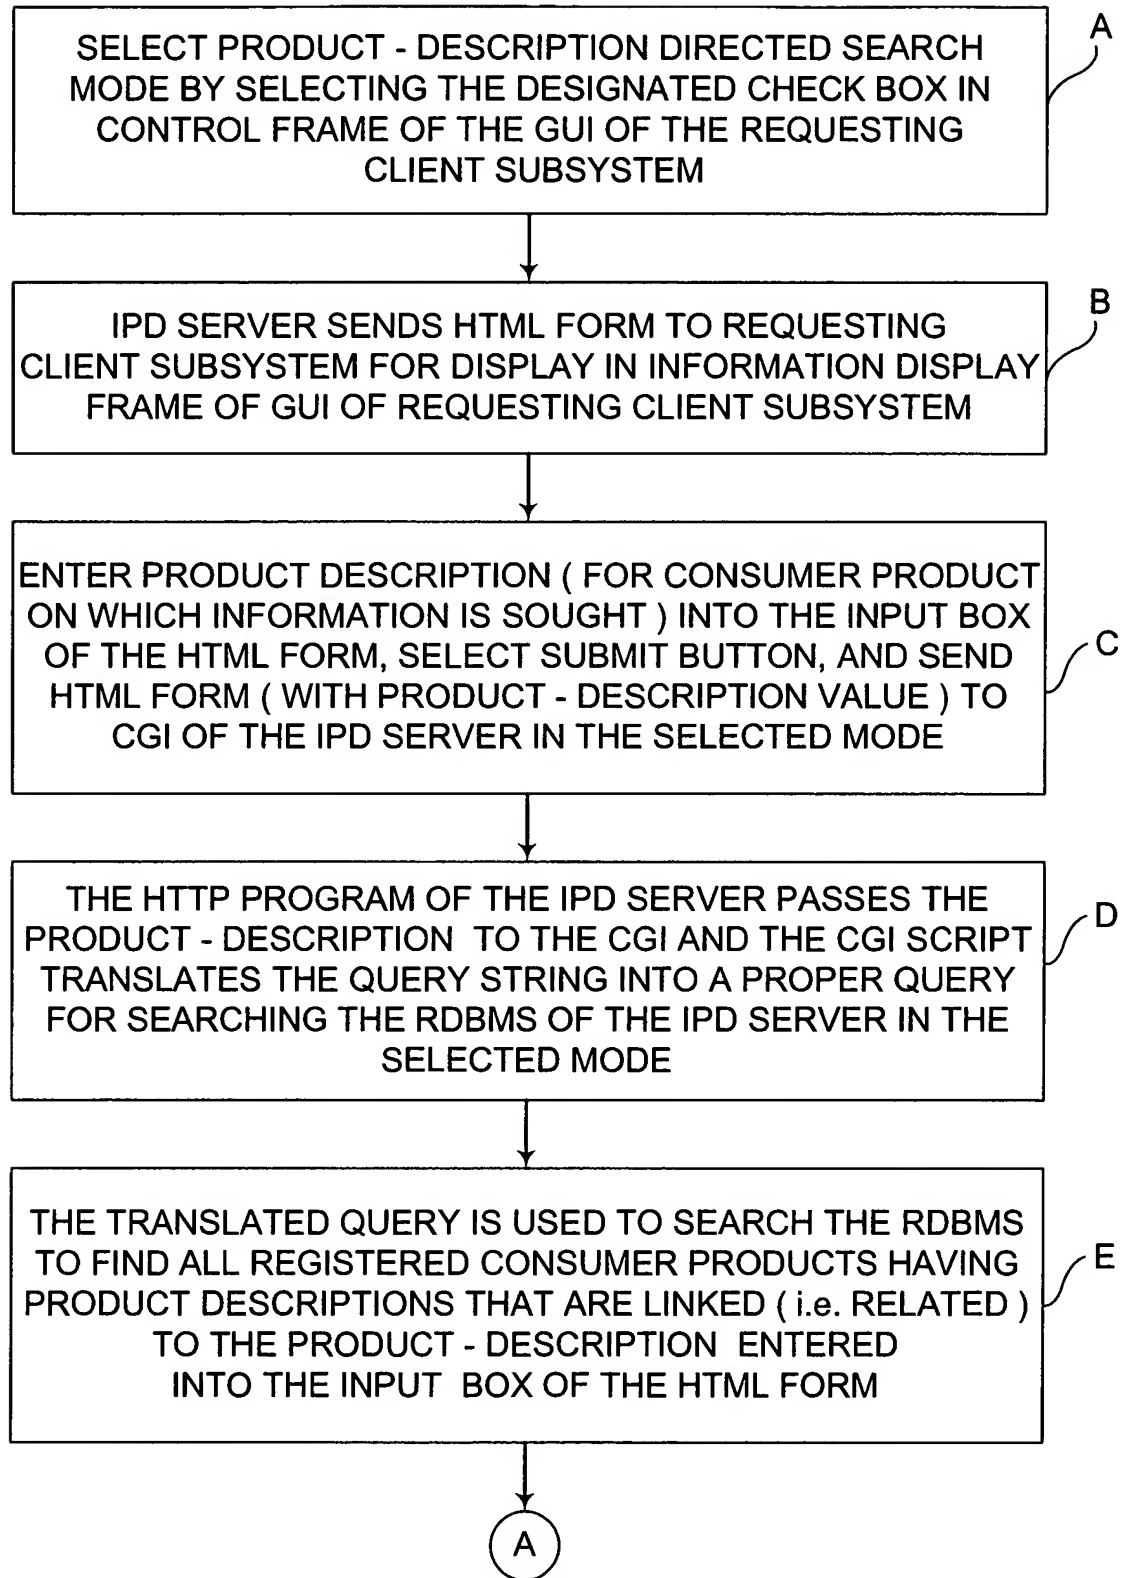 A
SELECT PRODUCT - DESCRIPTION DIRECTED SEARCH
MODE BY SELECTING THE DESIGNATED CHECK BOX IN
CONTROL FRAME OF THE GUI OF THE REQUESTING
CLIENT SUBSYSTEM
B
IPD SERVER SENDS HTML FORM TO REQUESTING
CLIENT SUBSYSTEM FOR DISPLAY IN INFORMATION DISPLAY
FRAME OF GUI OF REQUESTING CLIENT SUBSYSTEM
ENTER PRODUCT DESCRIPTION ( FOR CONSUMER PRODUCT
ON WHICH INFORMATION IS SOUGHT ) INTO THE INPUT BOX
OF THE HTML FORM, SELECT SUBMIT BUTTON, AND SEND
HTML FORM ( WITH PRODUCT - DESCRIPTION VALUE ) TO
CGI OF THE IPD SERVER IN THE SELECTED MODE
C
THE HTTP PROGRAM OF THE IPD SERVER PASSES THE
PRODUCT - DESCRIPTION TO THE CGI AND THE CGI SCRIPT
TRANSLATES THE QUERY STRING INTO A PROPER QUERY
FOR SEARCHING THE RDBMS OF THE IPD SERVER IN THE
SELECTED MODE
D
THE TRANSLATED QUERY IS USED TO SEARCH THE RDBMS
TO FIND ALL REGISTERED CONSUMER PRODUCTS HAVING
PRODUCT DESCRIPTIONS THAT ARE LINKED ( i.e. RELATED )
TO THE PRODUCT - DESCRIPTION ENTERED
INTO THE INPUT BOX OF THE HTML FORM
E
A